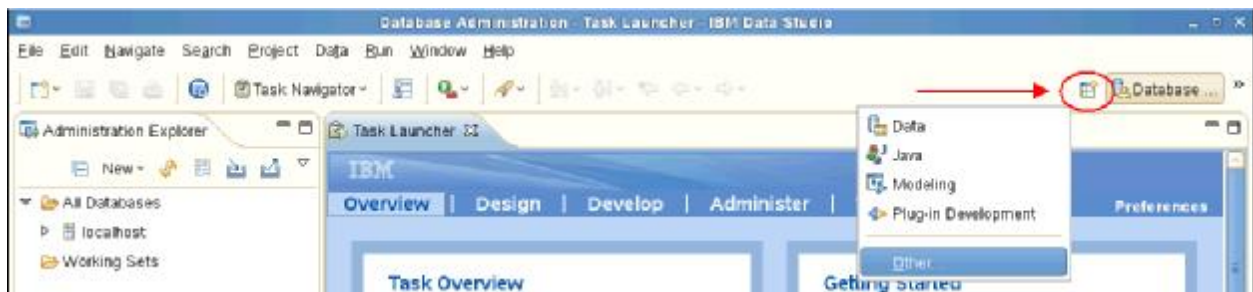 Database Administration - Task Launcher - IBM Data Studio
File Edit Navigate Search Project Data Run Window Help
Task Navigator
Database ...
Administration Explorer
Task Launcher
New
All Databases
localhost
Working Sets
IBM
Overview | Design | Develop | Administer |
Preferences
Task Overview
Getting Started
Data
Java
Modeling
Plug-in Development
Other